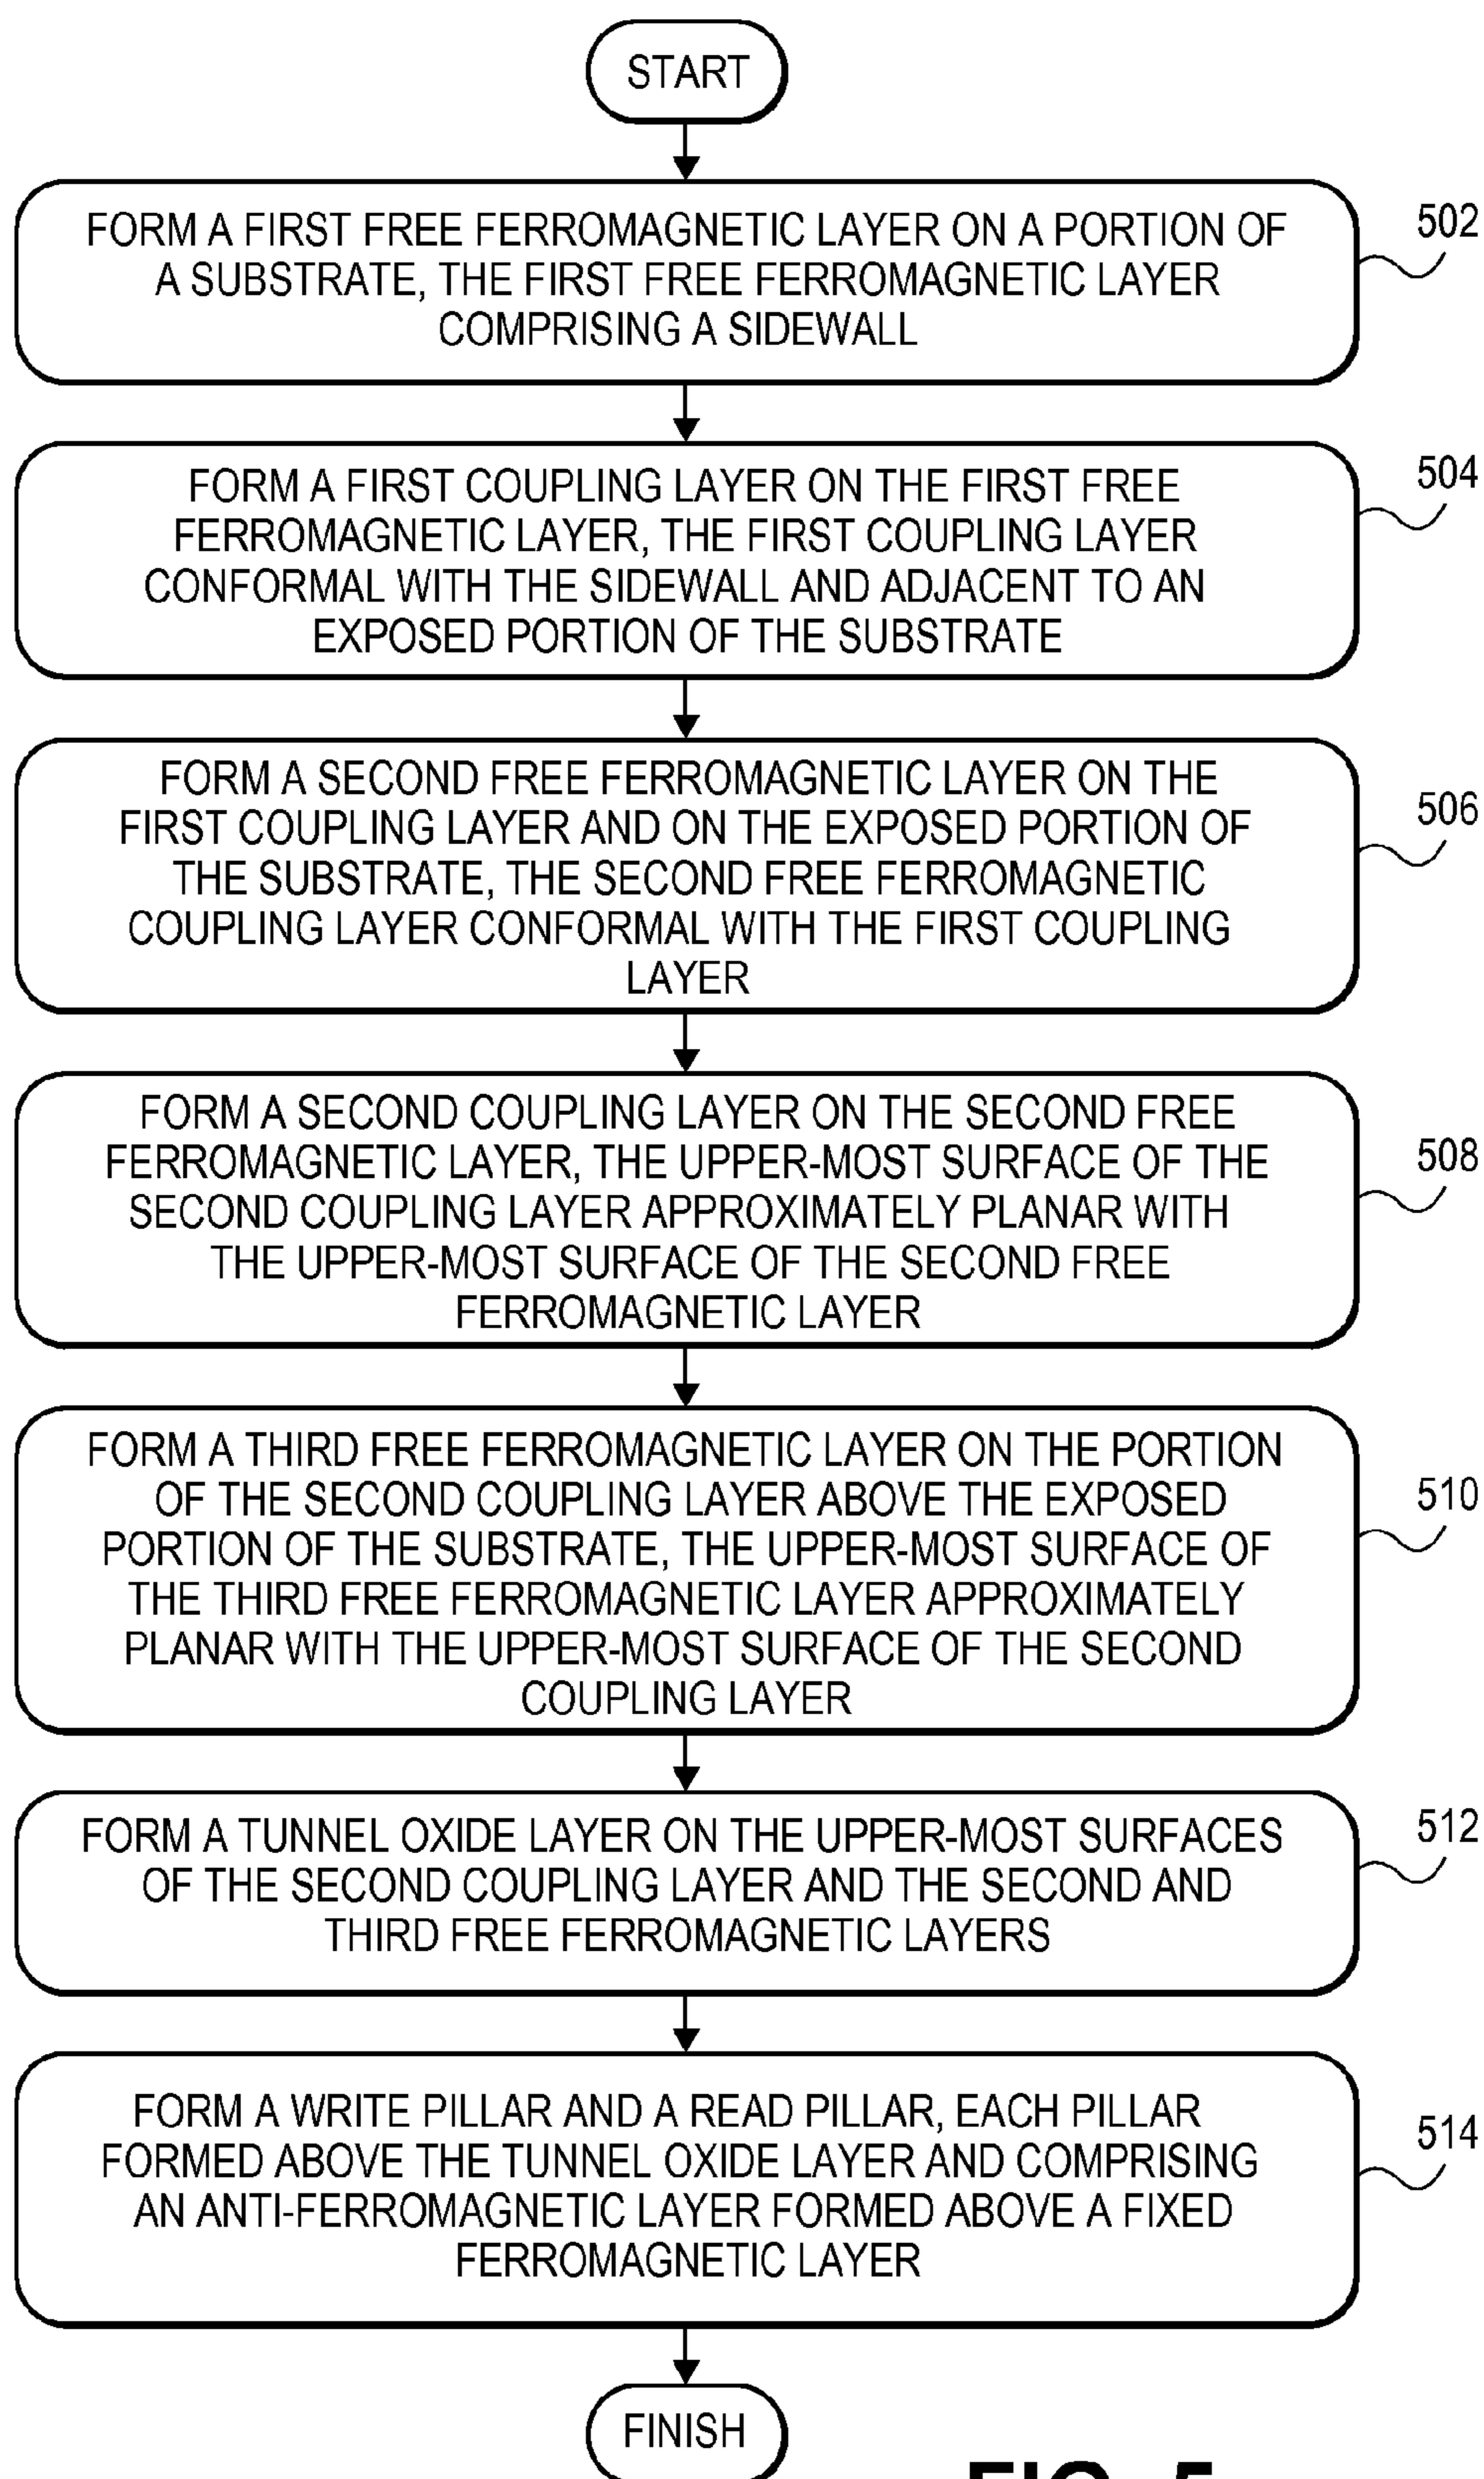 START
FORM A FIRST FREE FERROMAGNETIC LAYER ON A PORTION OF
A SUBSTRATE, THE FIRST FREE FERROMAGNETIC LAYER
COMPRISING A SIDEWALL
502
FORM A FIRST COUPLING LAYER ON THE FIRST FREE
FERROMAGNETIC LAYER, THE FIRST COUPLING LAYER
CONFORMAL WITH THE SIDEWALL AND ADJACENT TO AN
EXPOSED PORTION OF THE SUBSTRATE
504
FORM A SECOND FREE FERROMAGNETIC LAYER ON THE
FIRST COUPLING LAYER AND ON THE EXPOSED PORTION OF
THE SUBSTRATE, THE SECOND FREE FERROMAGNETIC
COUPLING LAYER CONFORMAL WITH THE FIRST COUPLING
LAYER
506
FORM A SECOND COUPLING LAYER ON THE SECOND FREE
FERROMAGNETIC LAYER, THE UPPER-MOST SURFACE OF THE
SECOND COUPLING LAYER APPROXIMATELY PLANAR WITH
THE UPPER-MOST SURFACE OF THE SECOND FREE
FERROMAGNETIC LAYER
508
FORM A THIRD FREE FERROMAGNETIC LAYER ON THE PORTION
OF THE SECOND COUPLING LAYER ABOVE THE EXPOSED
PORTION OF THE SUBSTRATE, THE UPPER-MOST SURFACE OF
THE THIRD FREE FERROMAGNETIC LAYER APPROXIMATELY
PLANAR WITH THE UPPER-MOST SURFACE OF THE SECOND
COUPLING LAYER
510
FORM A TUNNEL OXIDE LAYER ON THE UPPER-MOST SURFACES
OF THE SECOND COUPLING LAYER AND THE SECOND AND
THIRD FREE FERROMAGNETIC LAYERS
512
FORM A WRITE PILLAR AND A READ PILLAR, EACH PILLAR
FORMED ABOVE THE TUNNEL OXIDE LAYER AND COMPRISING
AN ANTI-FERROMAGNETIC LAYER FORMED ABOVE A FIXED
FERROMAGNETIC LAYER
514
FINISH